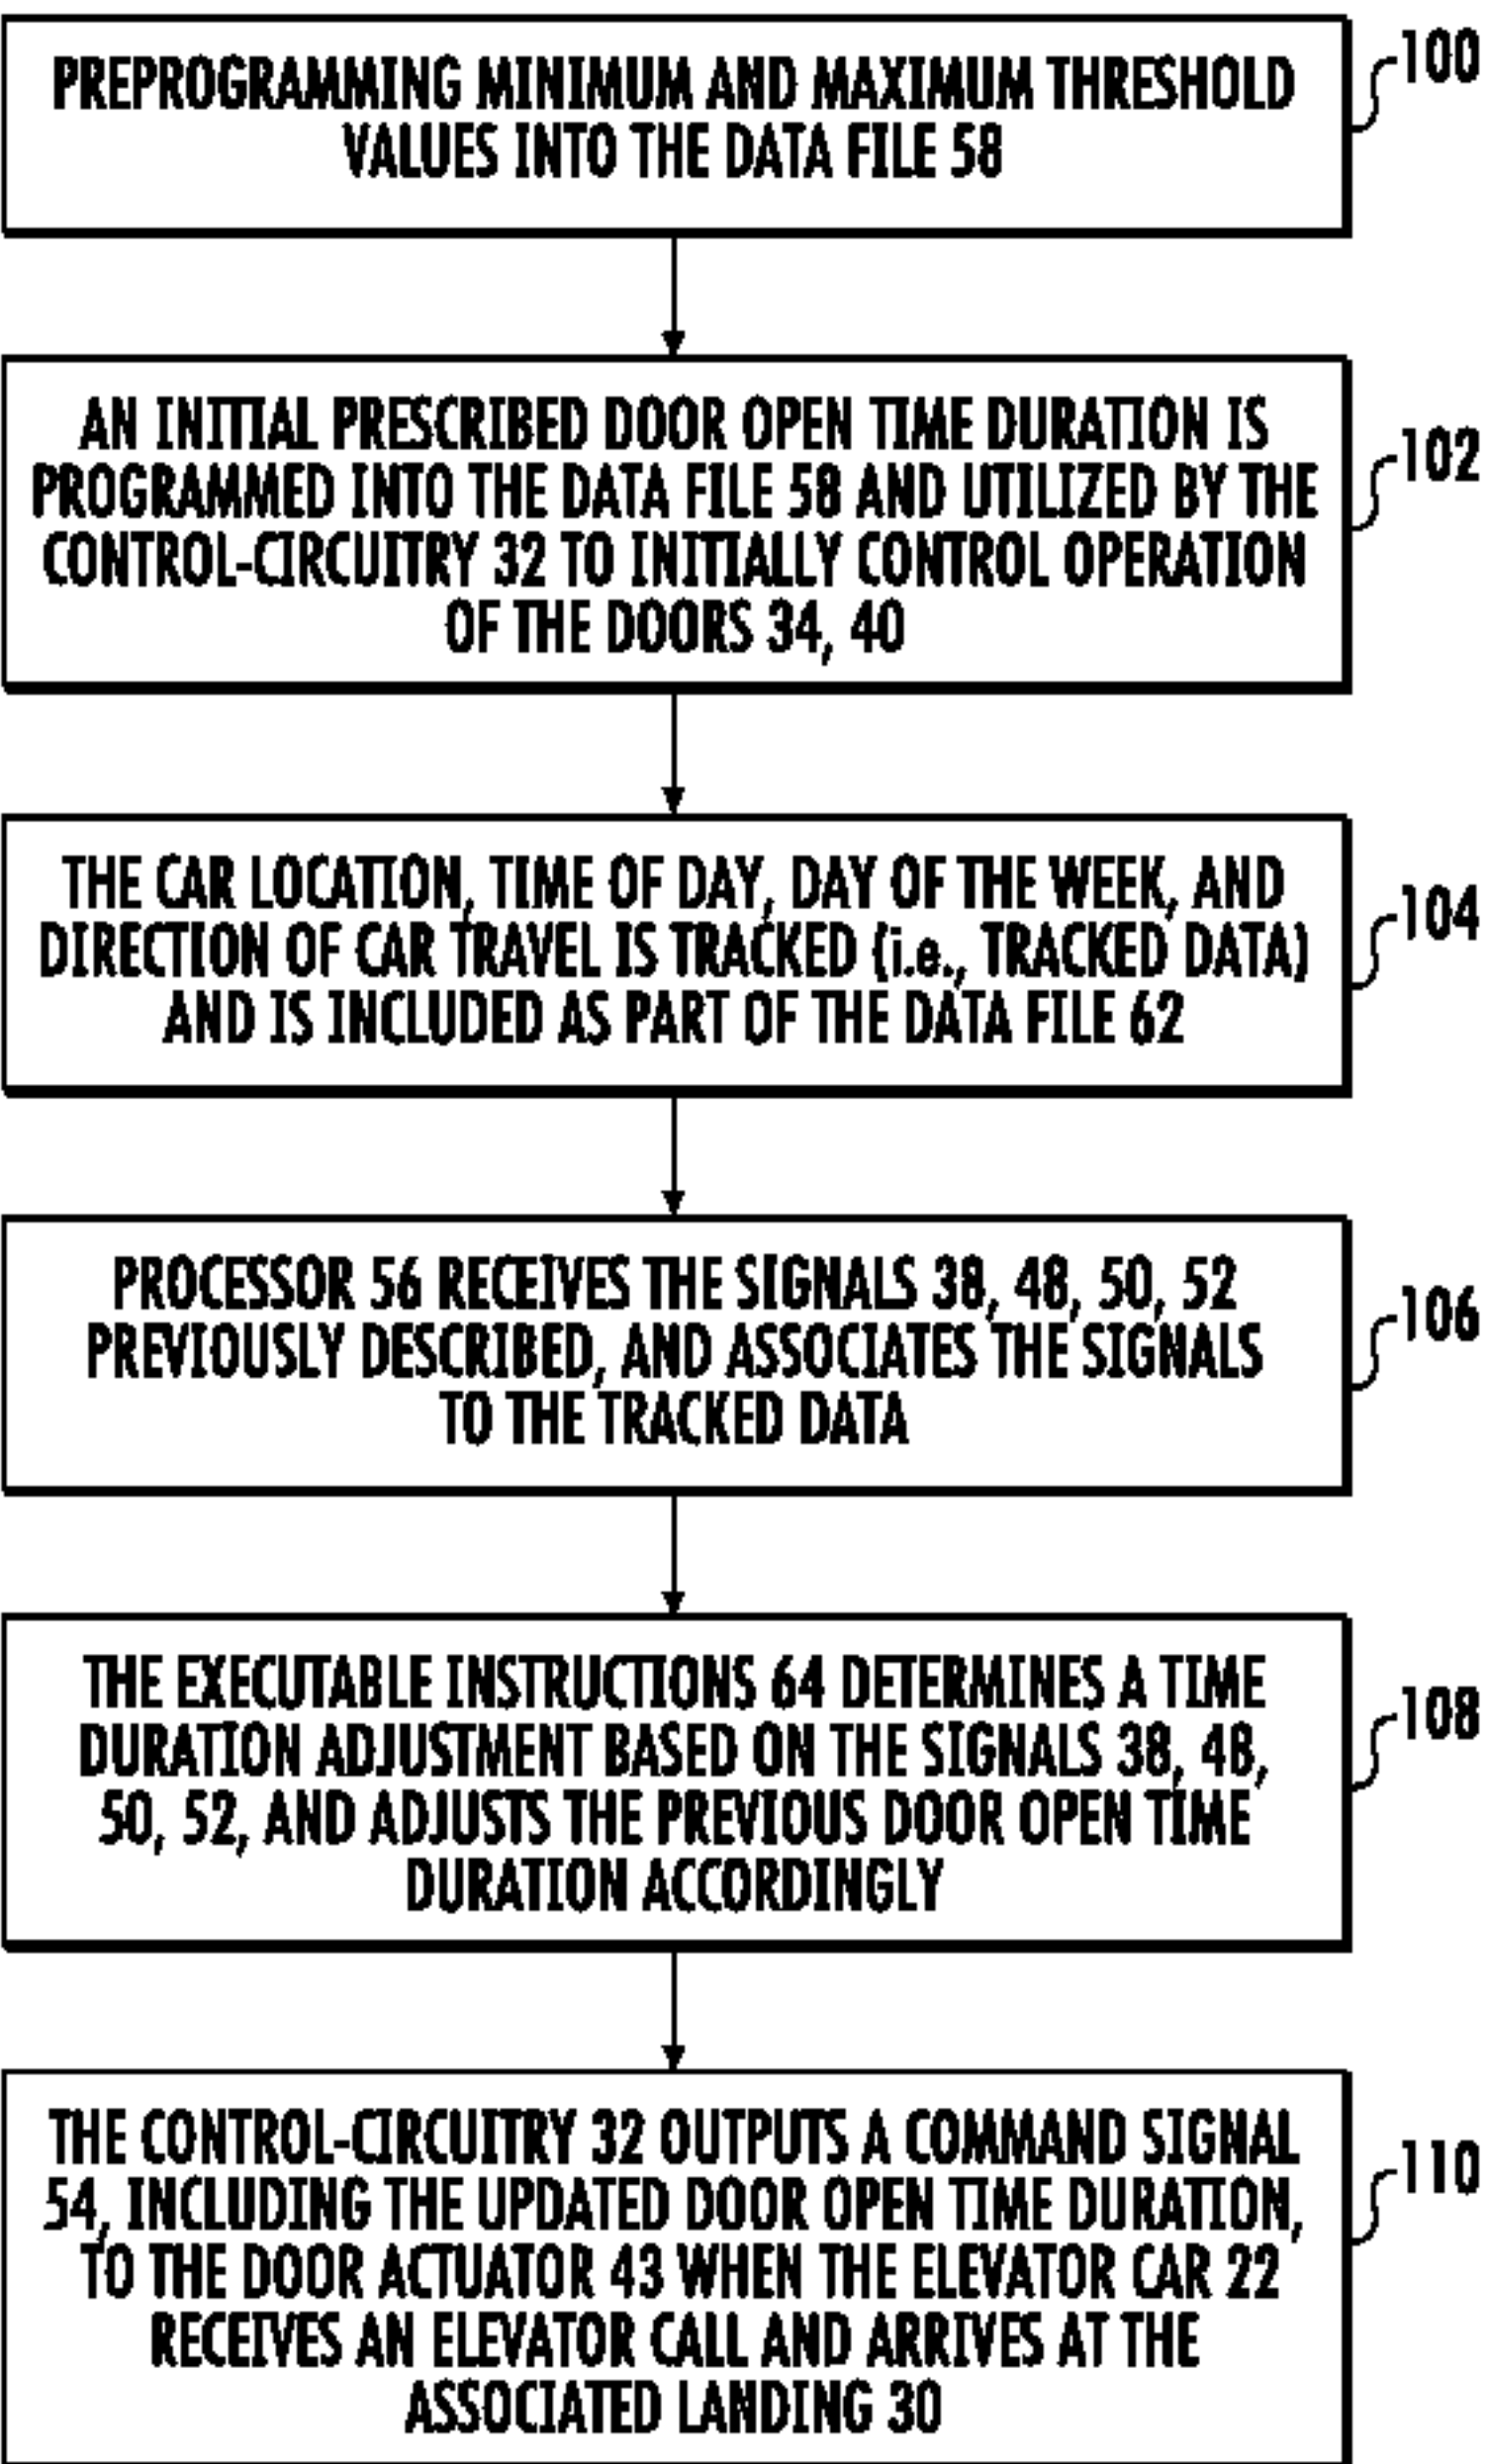 PREPROGRAMMING MINIMUM AND MAXIMUM THRESHOLD
VALUES INTO THE DATA FILE 58
100
AN INITIAL PRESCRIBED DOOR OPEN TIME DURATION IS
PROGRAMMED INTO THE DATA FILE 58 AND UTILIZED BY THE
CONTROL-CIRCUITRY 32 TO INITIALLY CONTROL OPERATION
OF THE DOORS 34, 40
102
THE CAR LOCATION, TIME OF DAY, DAY OF THE WEEK, AND
DIRECTION OF CAR TRAVEL IS TRACKED (i.e., TRACKED DATA)
AND IS INCLUDED AS PART OF THE DATA FILE 62
104
PROCESSOR 56 RECEIVES THE SIGNALS 38, 48, 50, 52
PREVIOUSLY DESCRIBED, AND ASSOCIATES THE SIGNALS
TO THE TRACKED DATA
106
THE EXECUTABLE INSTRUCTIONS 64 DETERMINES A TIME
DURATION ADJUSTMENT BASED ON THE SIGNALS 38, 48,
50, 52, AND ADJUSTS THE PREVIOUS DOOR OPEN TIME
DURATION ACCORDINGLY
108
THE CONTROL-CIRCUITRY 32 OUTPUTS A COMMAND SIGNAL
54, INCLUDING THE UPDATED DOOR OPEN TIME DURATION,
TO THE DOOR ACTUATOR 43 WHEN THE ELEVATOR CAR 22
RECEIVES AN ELEVATOR CALL AND ARRIVES AT THE
ASSOCIATED LANDING 30
110